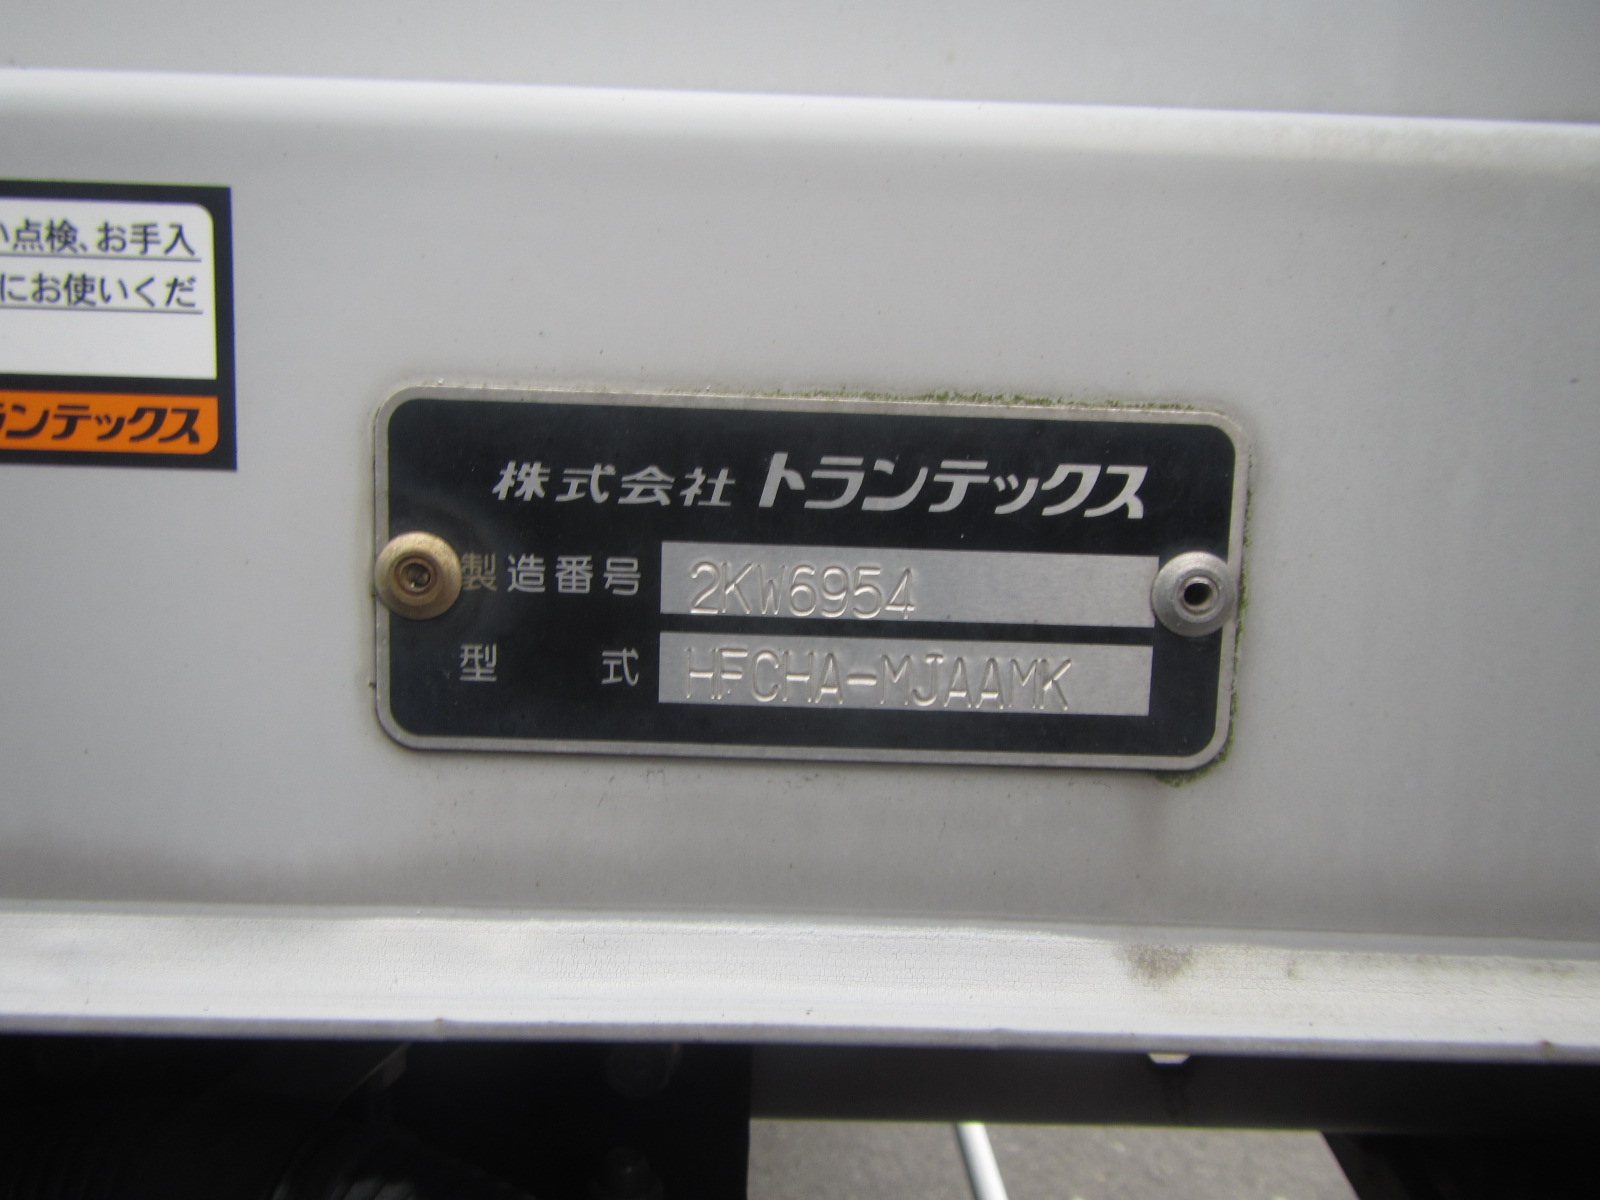 い点検、お手入
にお使いくだ
ランテックス
株式会社 トランテックス
製造番号 2KW6954
型式 HFCHA-MJAAMK